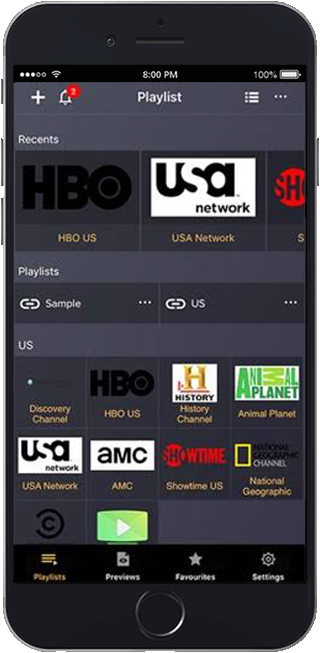 8:00 PM
100%
2
Playlist
Recents
HBO
usa
network
SHO
HBO US
USA Network
S
Playlists
Sample
US
US
HBO
H
HISTORY
ANIMAL
PLANET
Discovery
Channel
HBO US
History
Channel
Animal Planet
usa
network
AMC
SHOWTIME
NATIONAL
GEOGRAPHIC
CHANNEL
USA Network
AMC
Showtime US
National
Geographic
Playlists
Previews
Favourites
Settings